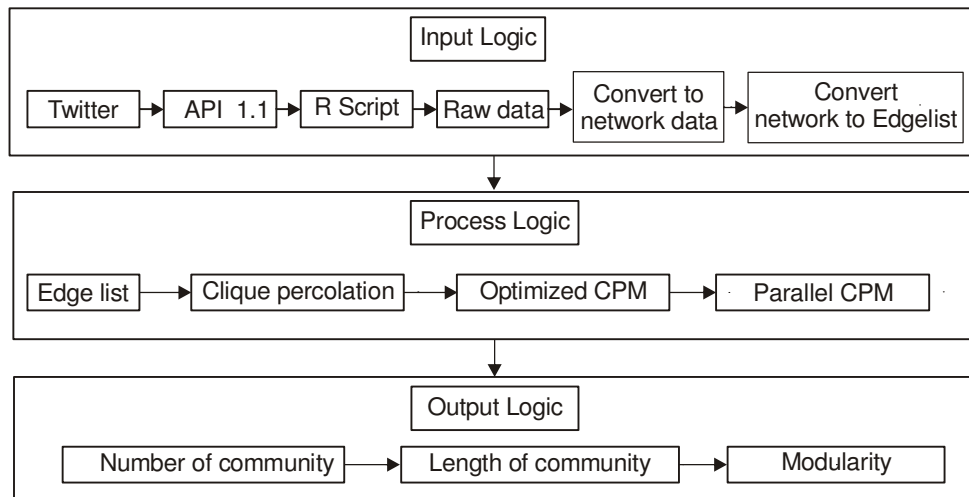 Input Logic
Twitter
API 1.1
R Script
Raw data
Convert to
network data
Convert
network to Edgelist
Process Logic
Edge list
Clique percolation
Optimized CPM
Parallel CPM
Output Logic
Number of community
Length of community
Modularity